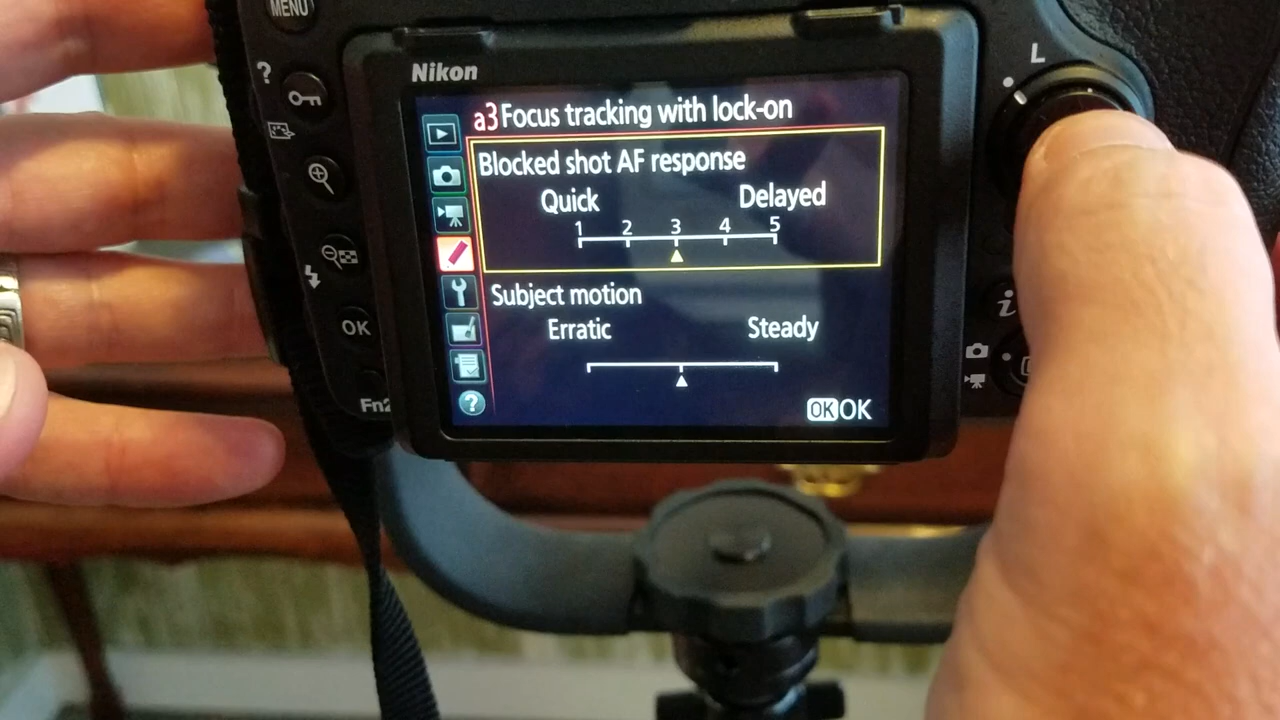 MENU
L
?
Nikon
a3 Focus tracking with lock-on
Blocked shot AF response
Quick Delayed
1 2 3 4 5
Subject motion
Erratic Steady
OK OK
?
OK
i
Fn2